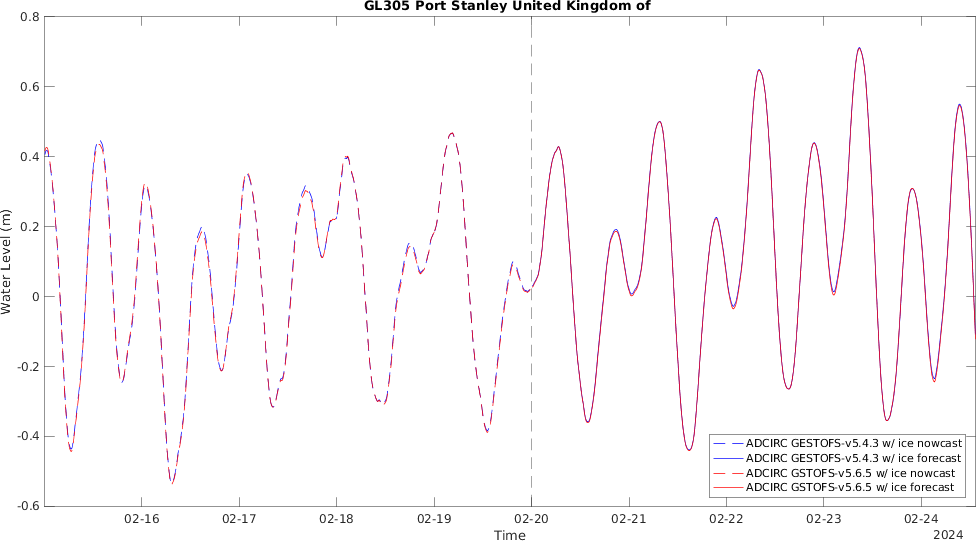 GL305 Port Stanley United Kingdom of
0.8
0.6
0.4
0.2
0
-0.2
-0.4
-0.6
Water Level (m)
ADCIRC GESTOFS-v5.4.3 w/ ice nowcast
ADCIRC GESTOFS-v5.4.3 w/ ice forecast
ADCIRC GSTOFS-v5.6.5 w/ ice nowcast
ADCIRC GSTOFS-v5.6.5 w/ ice forecast
02-16 02-17 02-18 02-19 02-20 02-21 02-22 02-23 02-24
Time
2024